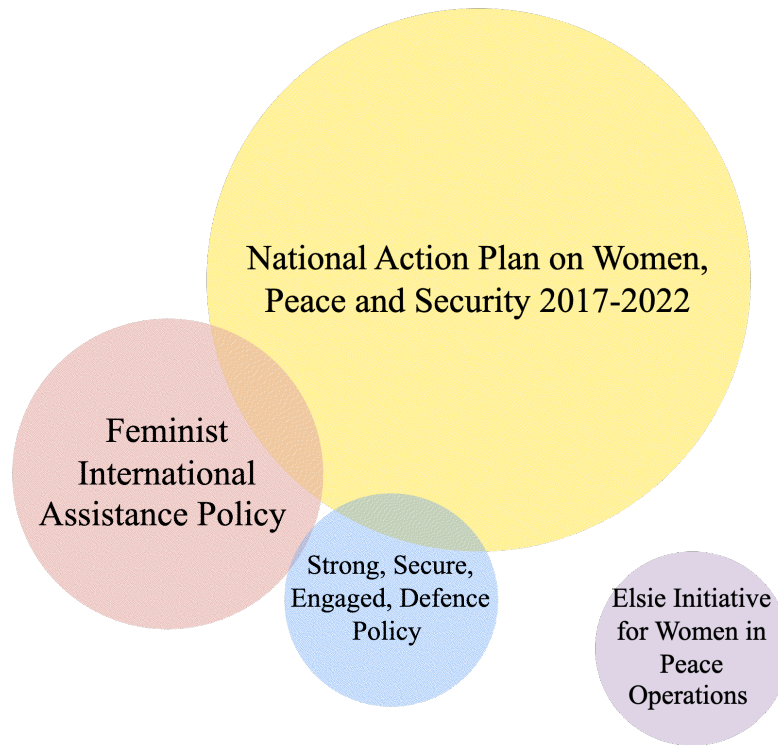 National Action Plan on Women,
Peace and Security 2017-2022
Feminist
International
Assistance Policy
Strong, Secure,
Engaged, Defence
Policy
Elsie Initiative
for Women in
Peace
Operations